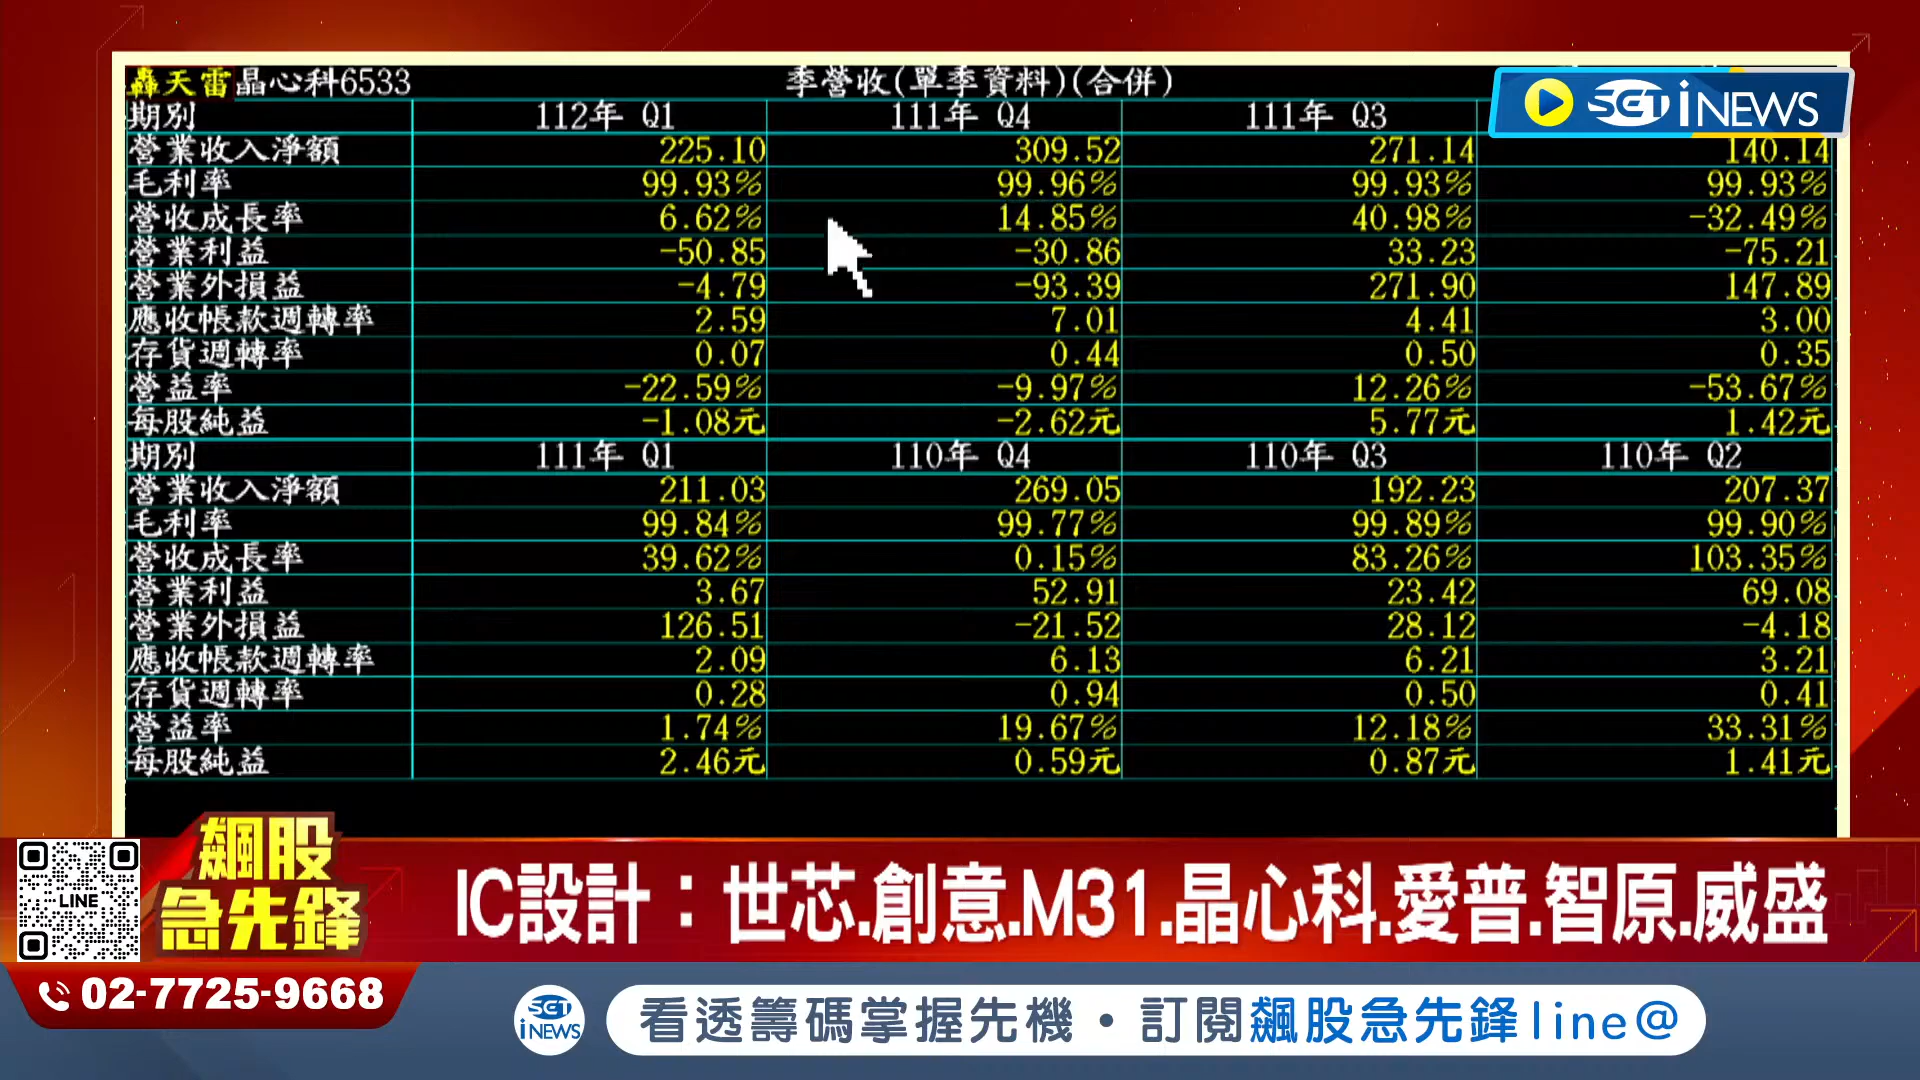 轟天雷晶心科6533 季營收(單季資料)(合併)
SET iNEWS
期別 112年 Q1 111年 Q4 111年 Q3
營業收入淨額 225.10 309.52 271.14 140.14
毛利率 99.93% 99.96% 99.93% 99.93%
營收成長率 6.62% 14.85% 40.98% -32.49%
營業利益 -50.85 -30.86 33.23 -75.21
營業外損益 -4.79 -93.39 271.90 147.89
應收帳款週轉率 2.59 7.01 4.41 3.00
存貨週轉率 0.07 0.44 0.50 0.35
營益率 -22.59% -9.97% 12.26% -53.67%
每股純益 -1.08元 -2.62元 5.77元 1.42元
期別 111年 Q1 110年 Q4 110年 Q3 110年 Q2
營業收入淨額 211.03 269.05 192.23 207.37
毛利率 99.84% 99.77% 99.89% 99.90%
營收成長率 39.62% 0.15% 83.26% 103.35%
營業利益 3.67 52.91 23.42 69.08
營業外損益 126.51 -21.52 28.12 -4.18
應收帳款週轉率 2.09 6.13 6.21 3.21
存貨週轉率 0.28 0.94 0.50 0.41
營益率 1.74% 19.67% 12.18% 33.31%
每股純益 2.46元 0.59元 0.87元 1.41元
LINE
飆股
急先鋒
IC設計：世芯.創意.M31.晶心科.愛普.智原.威盛
02-7725-9668
SET iNEWS
看透籌碼掌握先機・訂閱飆股急先鋒line@